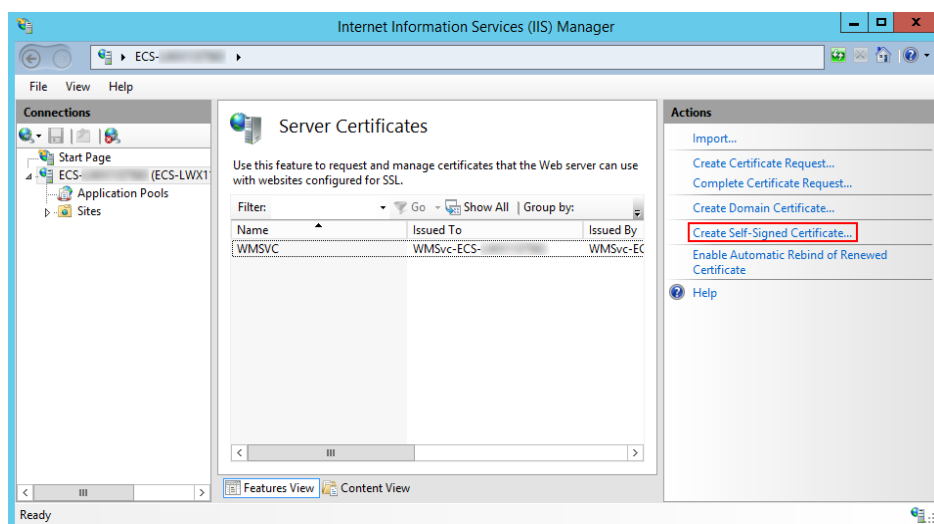 Internet Information Services (IIS) Manager
ECS-
File View Help
Connections
Start Page
ECS- (ECS-LWX1
Application Pools
Sites
Server Certificates
Use this feature to request and manage certificates that the Web server can use
with websites configured for SSL.
Filter: Go Show All Group by:
Name Issued To Issued By
WMSVC WMSvc-ECS- WMSvc-EC
Features View Content View
Actions
Import...
Create Certificate Request...
Complete Certificate Request...
Create Domain Certificate...
Create Self-Signed Certificate...
Enable Automatic Rebind of Renewed
Certificate
Help
Ready